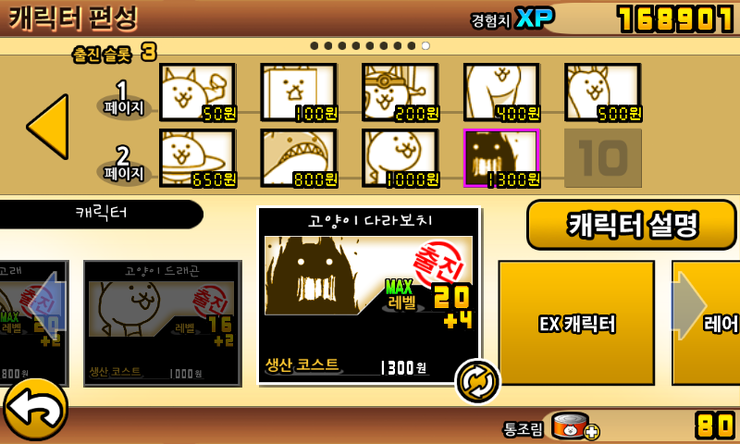 캐릭터 편성
경험치 XP 168901
출진 슬롯 3
1 페이지
50원 100원 200원 400원 500원
2 페이지
650원 800원 1000원 1300원 10
캐릭터
캐릭터 설명
고래
MAX
레벨 20
+2
800원
고양이 드래곤
출진
레벨 16
+2
생산 코스트 1000원
고양이 다라보치
출진
MAX
레벨 20
+4
생산 코스트 1300원
EX 캐릭터
레어
통조림 80